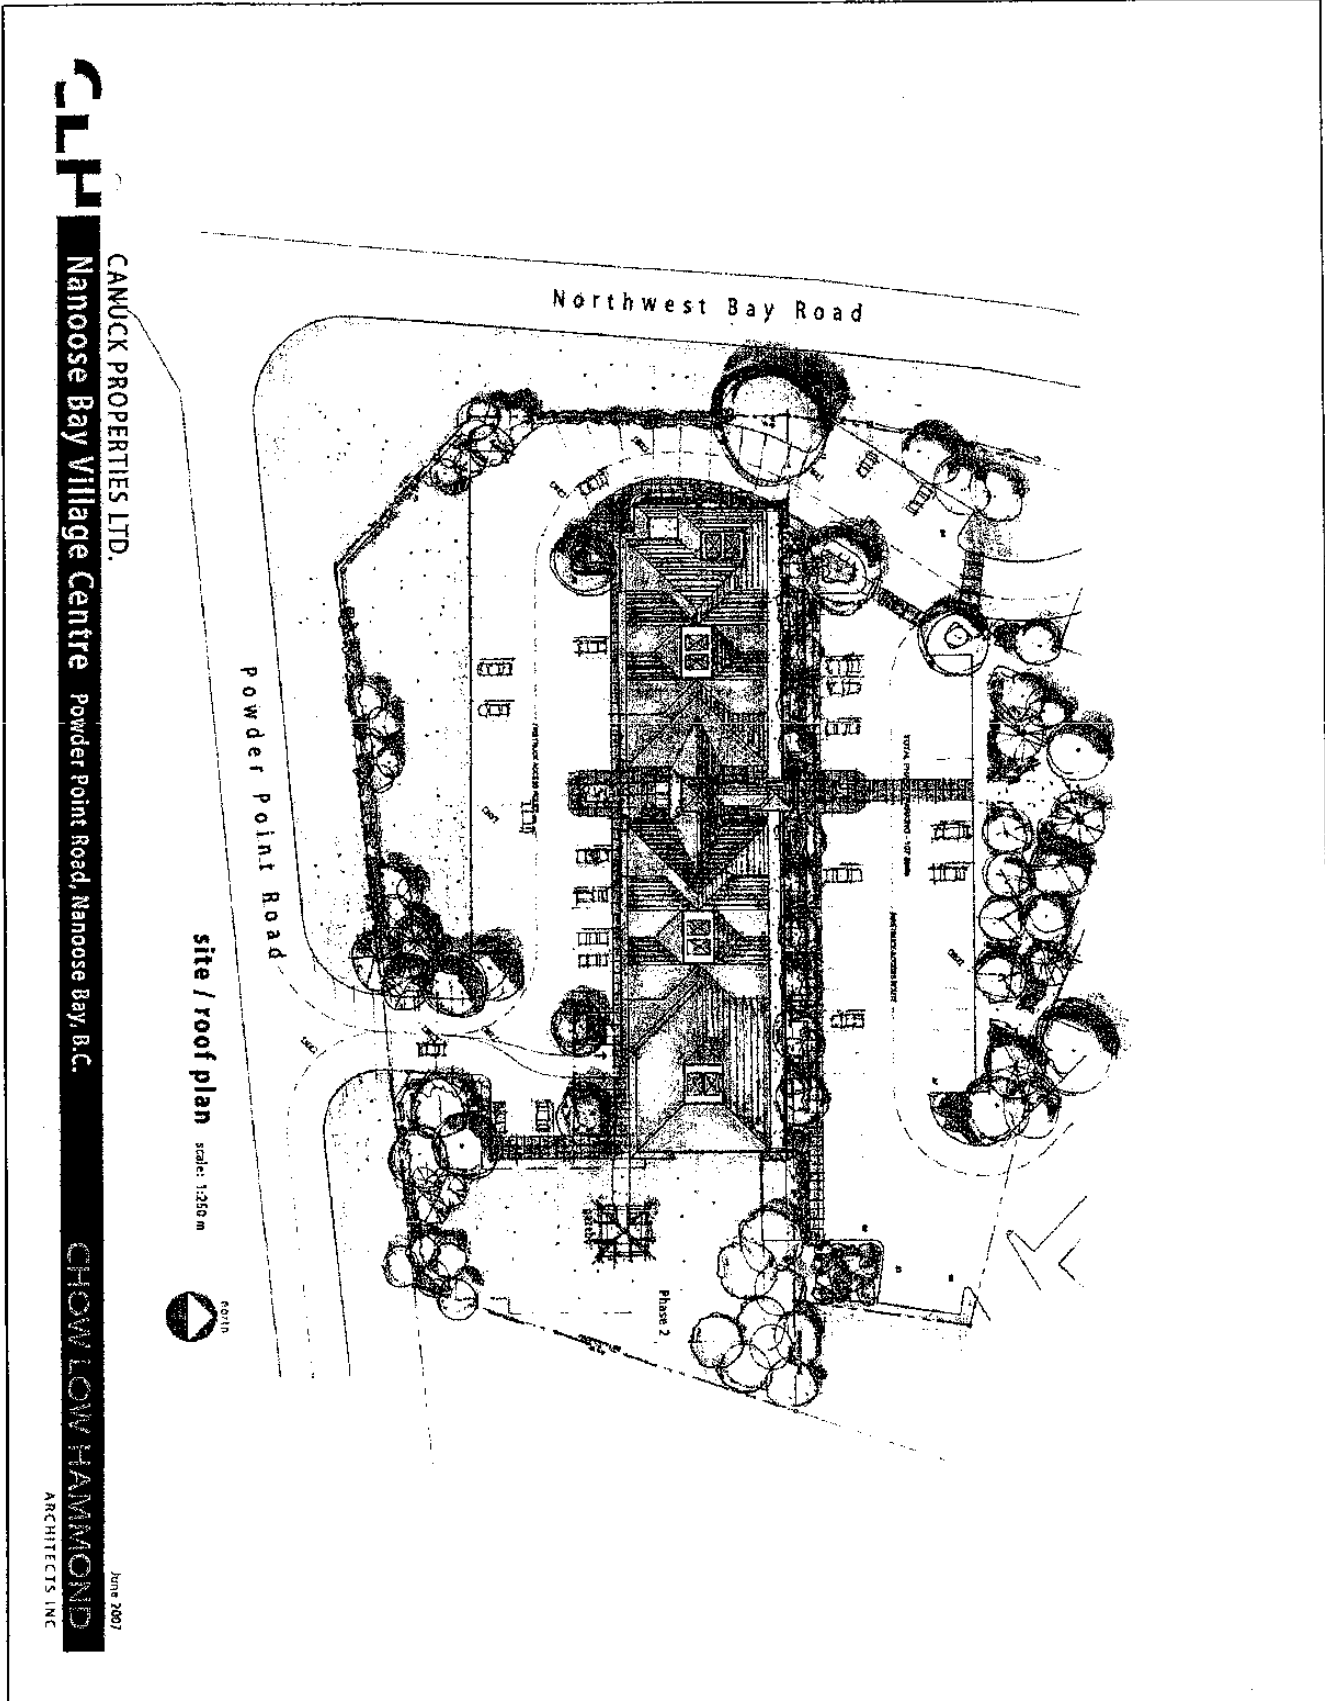 Northwest Bay Road
Powder Point Road
Phase 2
site / roof plan scale: 1:250 m
north
CANUCK PROPERTIES LTD.
June 2007
CLH
Nanoose Bay Village Centre Powder Point Road, Nanoose Bay, B.C.
CHOW LOW HAMMOND
ARCHITECTS INC